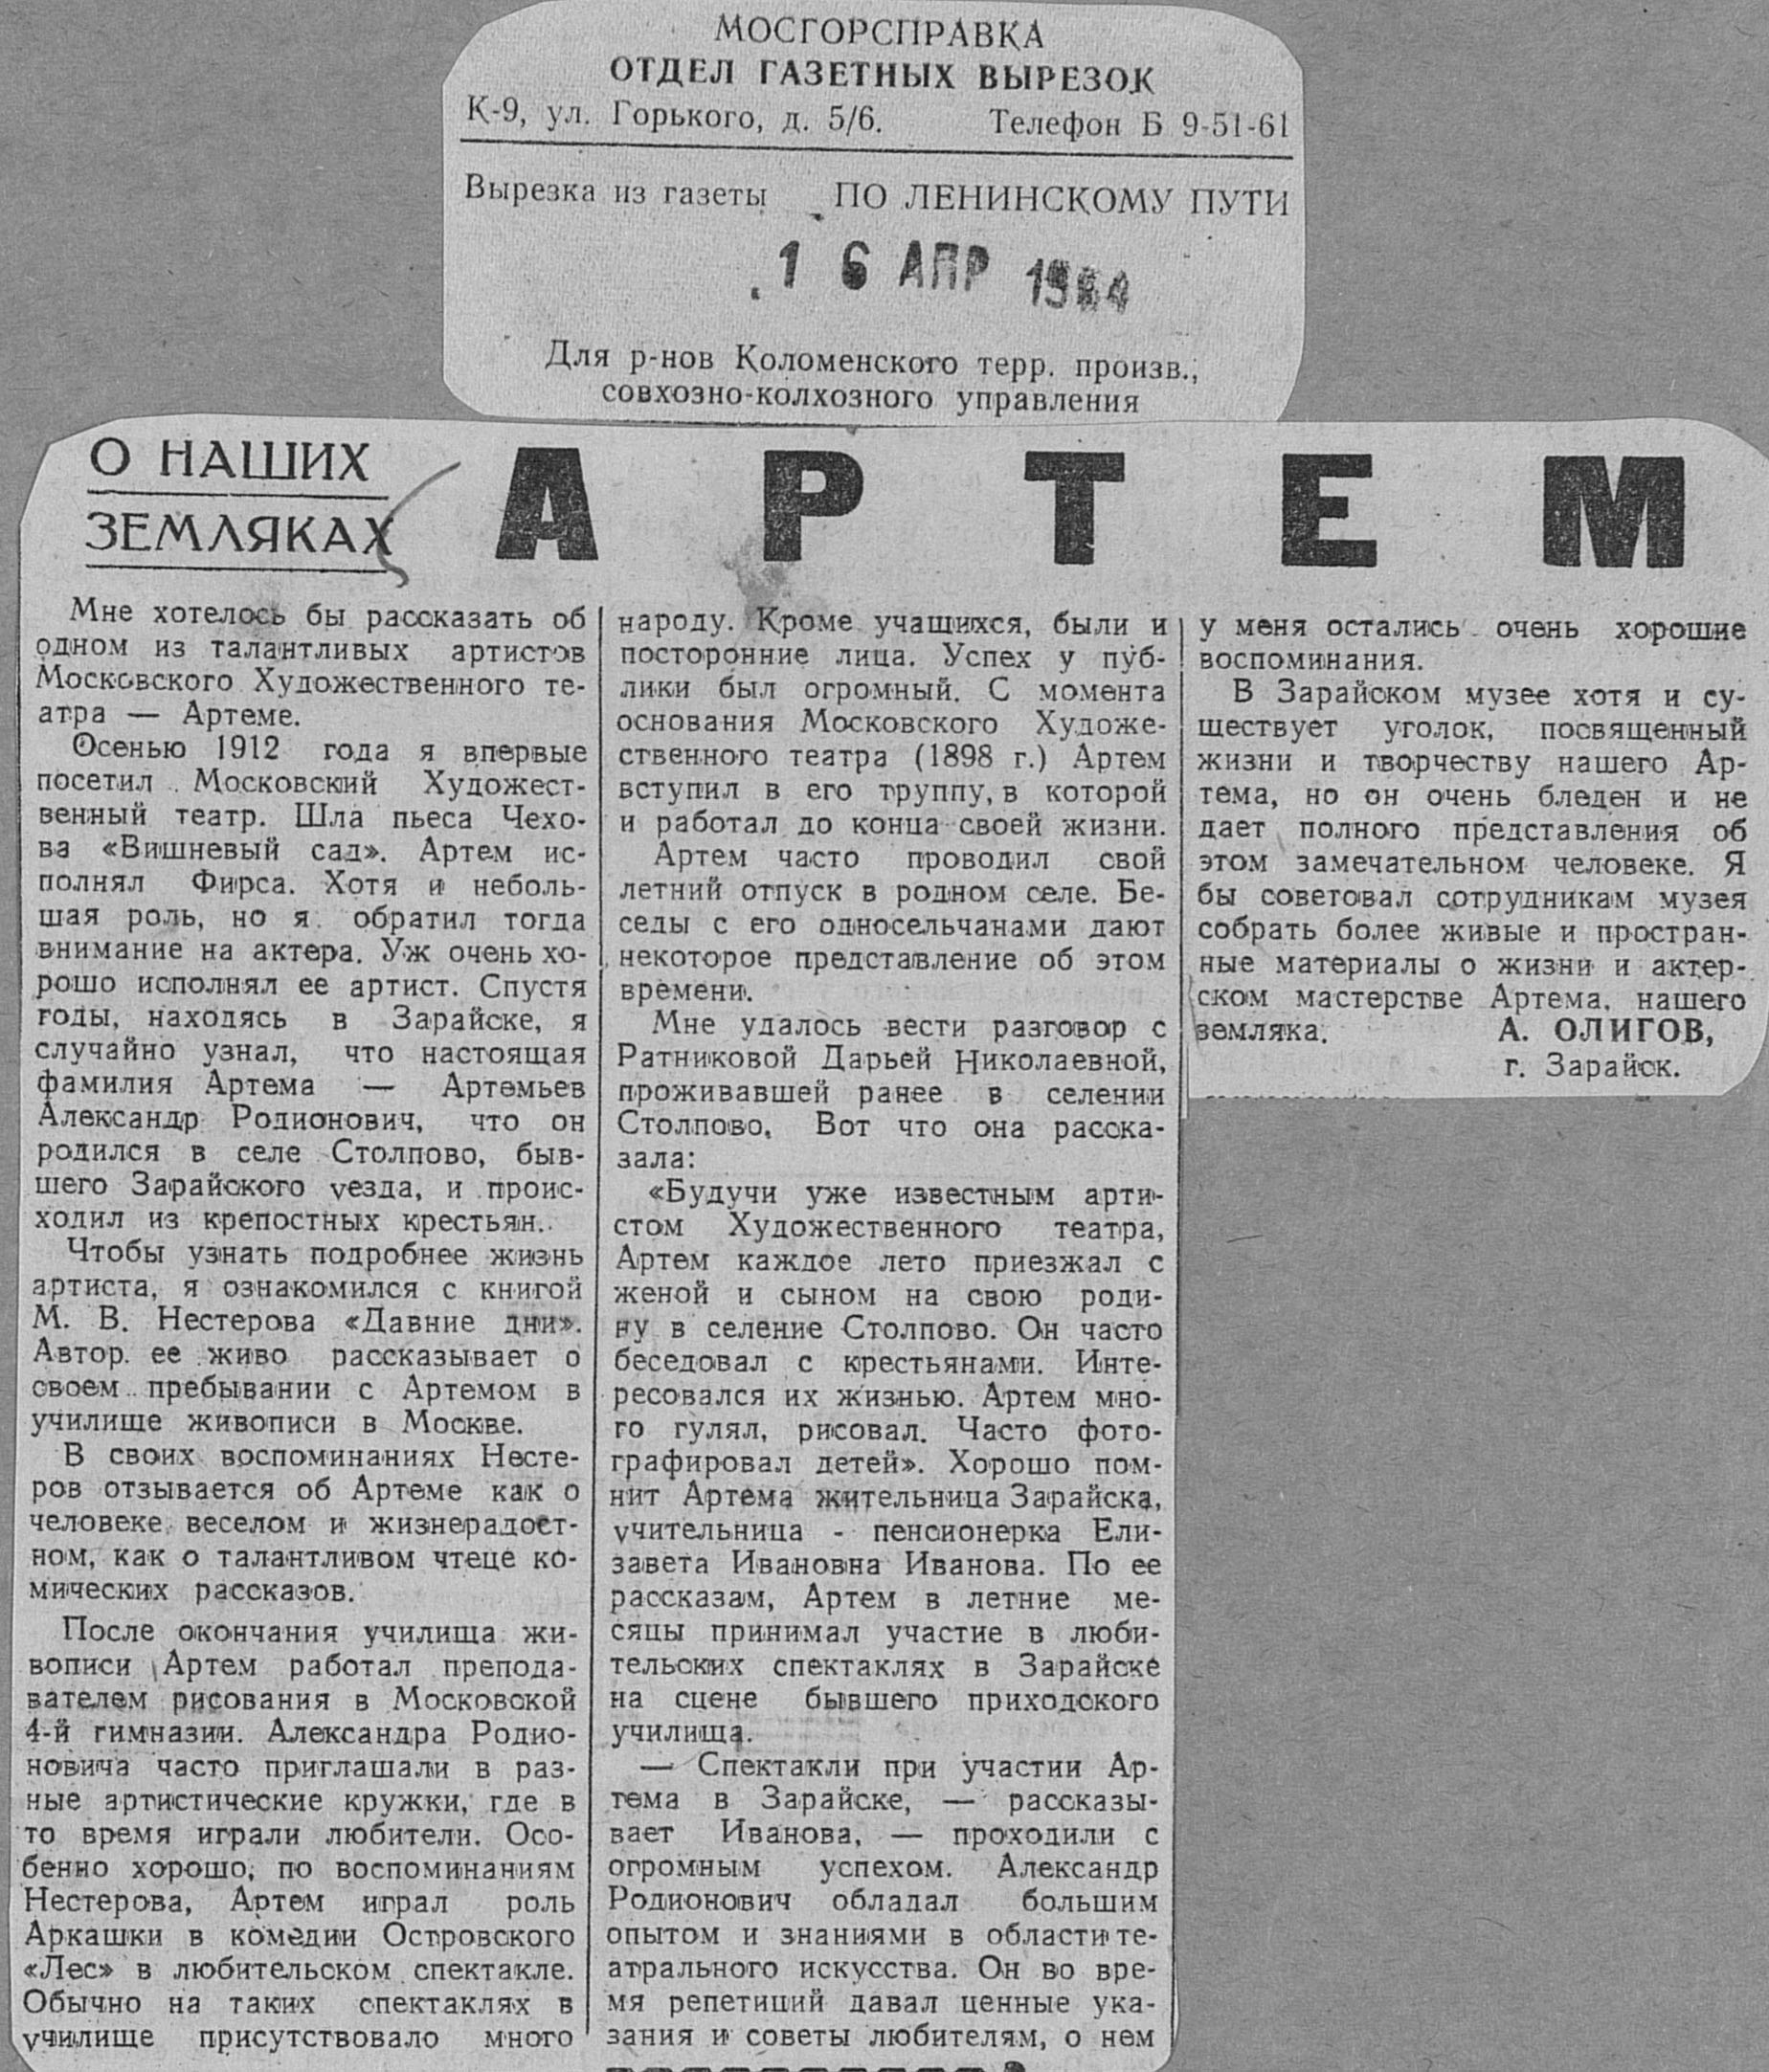 МОСГОРСПРАВКА
ОТДЕЛ ГАЗЕТНЫХ ВЫРЕЗОК
К-9, ул. Горького, д. 5/6. Телефон Б 9-51-61
Вырезка из газеты ПО ЛЕНИНСКОМУ ПУТИ
16 АПР 1964
Для р-нов Коломенского терр. произв.,
совхозно-колхозного управления
О НАШИХ
ЗЕМЛЯКАХ
АРТЕМ
Мне хотелось бы рассказать об
одном из талантливых артистов
Московского Художественного те-
атра — Артеме.
Осенью 1912 года я впервые
посетил Московский Художест-
венный театр. Шла пьеса Чехо-
ва «Вишневый сад». Артем ис-
полнял Фирса. Хотя и неболь-
шая роль, но я обратил тогда
внимание на актера. Уж очень хо-
рошо исполнял ее артист. Спустя
годы, находясь в Зарайске, я
случайно узнал, что настоящая
фамилия Артема — Артемьев
Александр Родионович, что он
родился в селе Столпово, быв-
шего Зарайского уезда, и проис-
ходил из крепостных крестьян.
Чтобы узнать подробнее жизнь
артиста, я ознакомился с книгой
М. В. Нестерова «Давние дни».
Автор ее живо рассказывает о
своем пребывании с Артемом в
училище живописи в Москве.
В своих воспоминаниях Несте-
ров отзывается об Артеме как о
человеке веселом и жизнерадост-
ном, как о талантливом чтеце ко-
мических рассказов.
После окончания училища жи-
вописи Артем работал препода-
вателем рисования в Московской
4-й гимназии. Александра Родио-
новича часто приглашали в раз-
ные артистические кружки, где в
то время играли любители. Осо-
бенно хорошо, по воспоминаниям
Нестерова, Артем играл роль
Аркашки в комедии Островского
«Лес» в любительском спектакле.
Обычно на таких спектаклях в
училище присутствовало много
народу. Кроме учащихся, были и
посторонние лица. Успех у пуб-
лики был огромный. С момента
основания Московского Художе-
ственного театра (1898 г.) Артем
вступил в его труппу, в которой
и работал до конца своей жизни.
Артем часто проводил свой
летний отпуск в родном селе. Бе-
седы с его односельчанами дают
некоторое представление об этом
времени.
Мне удалось вести разговор с
Ратниковой Дарьей Николаевной,
проживавшей ранее в селении
Столпово. Вот что она расска-
зала:
«Будучи уже известным арти-
стом Художественного театра,
Артем каждое лето приезжал с
женой и сыном на свою роди-
ну в селение Столпово. Он часто
беседовал с крестьянами. Инте-
ресовался их жизнью. Артем мно-
го гулял, рисовал. Часто фото-
графировал детей». Хорошо пом-
нит Артема жительница Зарайска,
учительница - пенсионерка Ели-
завета Ивановна Иванова. По ее
рассказам, Артем в летние ме-
сяцы принимал участие в люби-
тельских спектаклях в Зарайске
на сцене бывшего приходского
училища.
— Спектакли при участии Ар-
тема в Зарайске, — рассказы-
вает Иванова, — проходили с
огромным успехом. Александр
Родионович обладал большим
опытом и знаниями в области те-
атрального искусства. Он во вре-
мя репетиций давал ценные ука-
зания и советы любителям, о нем
у меня остались очень хорошие
воспоминания.
В Зарайском музее хотя и су-
ществует уголок, посвященный
жизни и творчеству нашего Ар-
тема, но он очень бледен и не
дает полного представления об
этом замечательном человеке. Я
бы советовал сотрудникам музея
собрать более живые и простран-
ные материалы о жизни и актер-
ском мастерстве Артема, нашего
земляка.
А. ОЛИГОВ,
г. Зарайск.